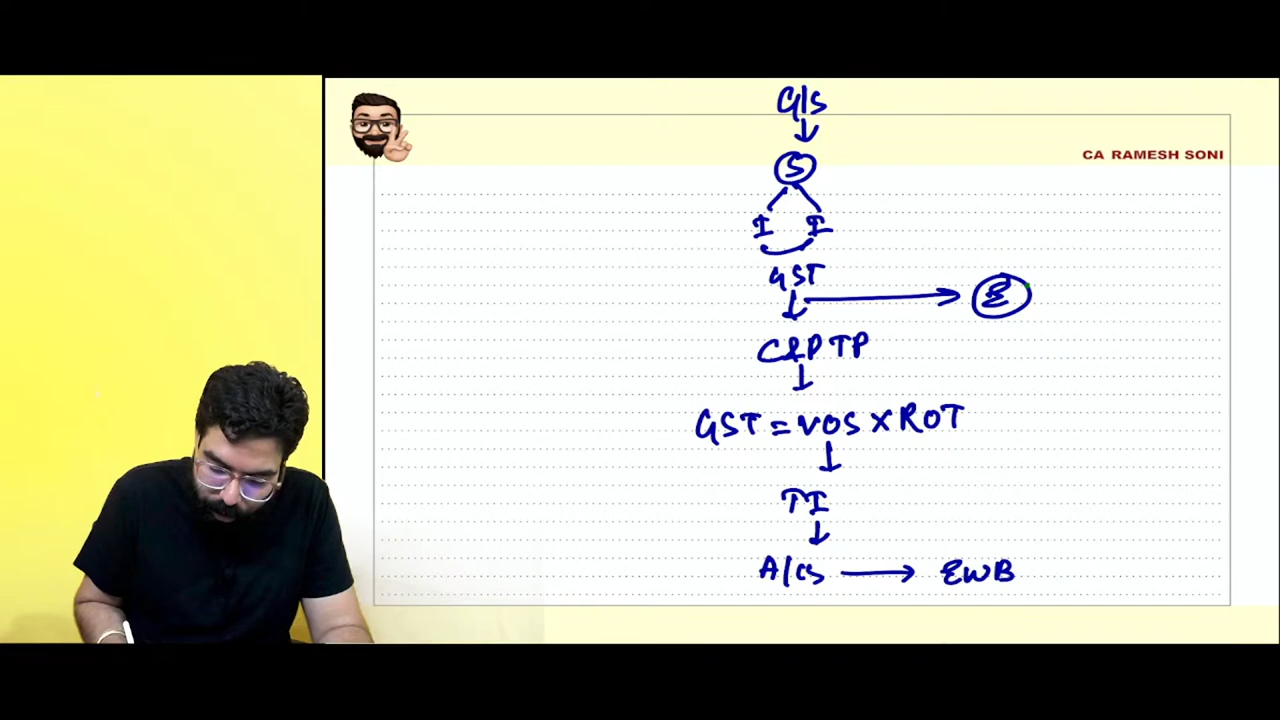 G/S
CA RAMESH SONI
S
I I
GST
E
C&P TP
GST = VOS X ROT
TI
A/cs → EWB